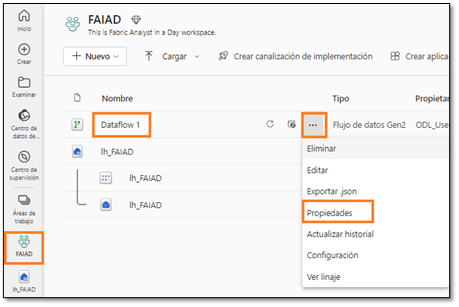 Inicio
Crear
Examinar
Centro de
datos de...
Centro de
supervisión
Áreas de
trabajo
FAIAD
lh_FAIAD
FAIAD
This is Fabric Analyst in a Day workspace.
+ Nuevo
Cargar
Crear canalización de implementación
Crear aplica
Nombre
Tipo
Propietar
Dataflow 1
...
Flujo de datos Gen2
ODL_Use
lh_FAIAD
lh_FAIAD
lh_FAIAD
Eliminar
Editar
Exportar .json
Propiedades
Actualizar historial
Configuración
Ver linaje